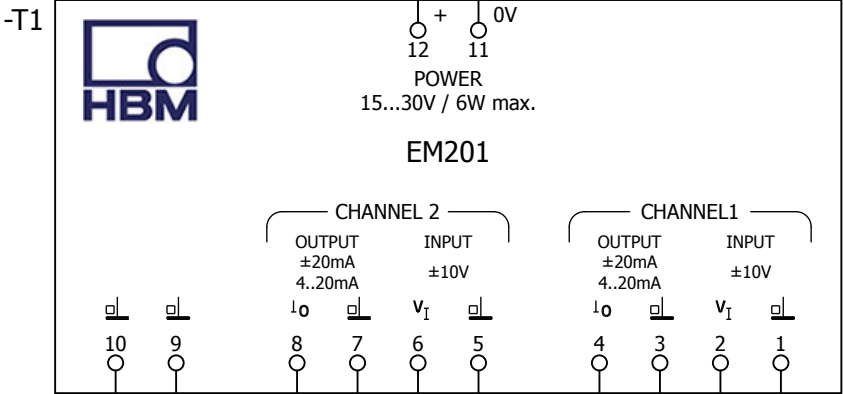 -T1
HBM
+ 0V
12 11
POWER
15...30V / 6W max.
EM201
CHANNEL 2 CHANNEL1
OUTPUT INPUT OUTPUT INPUT
±20mA ±20mA
±10V ±10V
4..20mA 4..20mA
Io VI Io VI
10 9 8 7 6 5 4 3 2 1